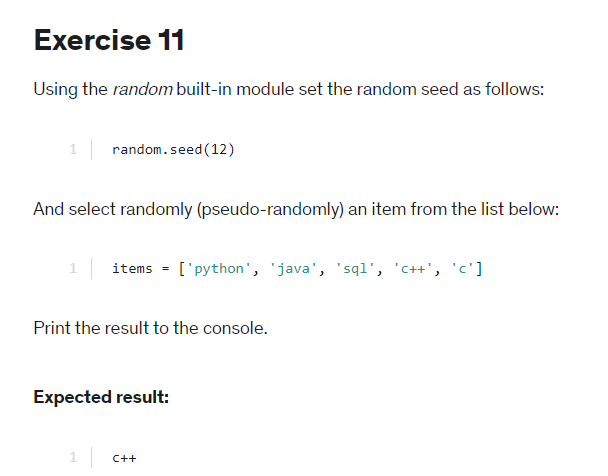 Exercise 11
Using the random built-in module set the random seed as follows:
1 random.seed(12)
And select randomly (pseudo-randomly) an item from the list below:
1 items = ['python', 'java', 'sql', 'c++', 'c']
Print the result to the console.
Expected result:
1 c++